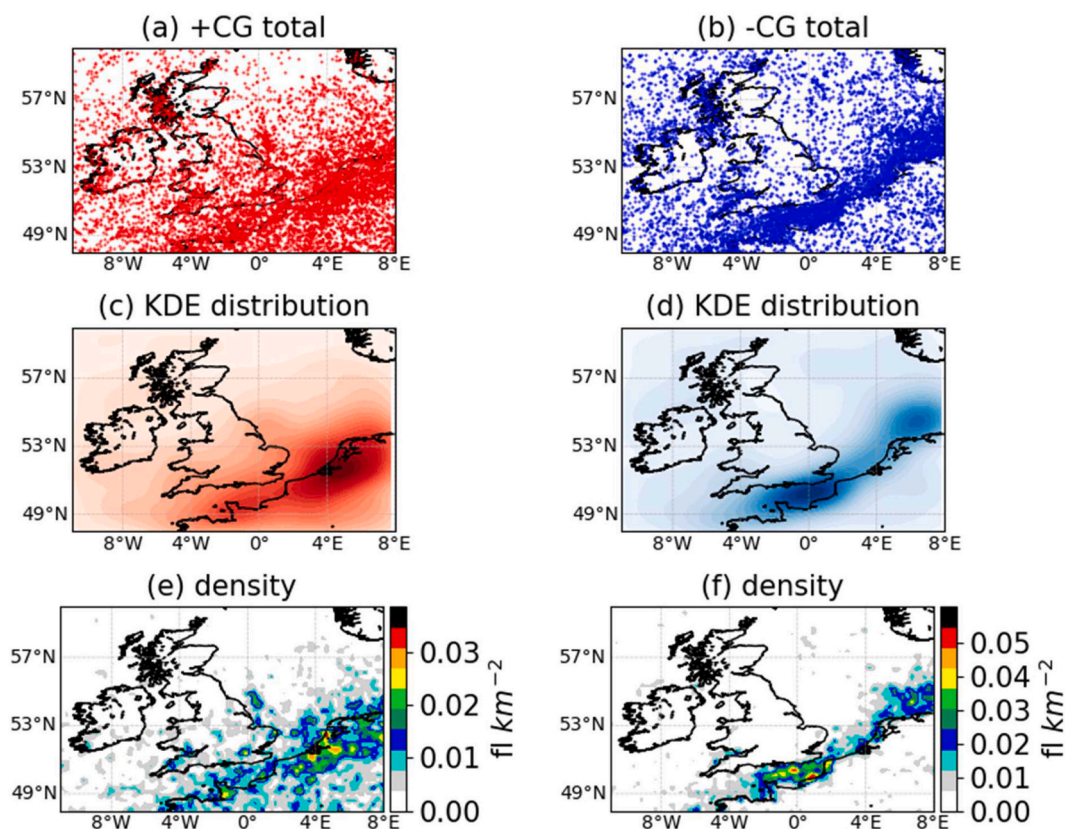 (a) +CG total
(b) -CG total
57°N
53°N
49°N
8°W 4°W 0° 4°E 8°E
57°N
53°N
49°N
8°W 4°W 0° 4°E 8°E
(c) KDE distribution
(d) KDE distribution
57°N
53°N
49°N
8°W 4°W 0° 4°E 8°E
57°N
53°N
49°N
8°W 4°W 0° 4°E 8°E
(e) density
(f) density
57°N
53°N
49°N
8°W 4°W 0° 4°E 8°E
0.03
0.02
0.01
0.00
fl km⁻²
57°N
53°N
49°N
8°W 4°W 0° 4°E 8°E
0.05
0.04
0.03
0.02
0.01
0.00
fl km⁻²